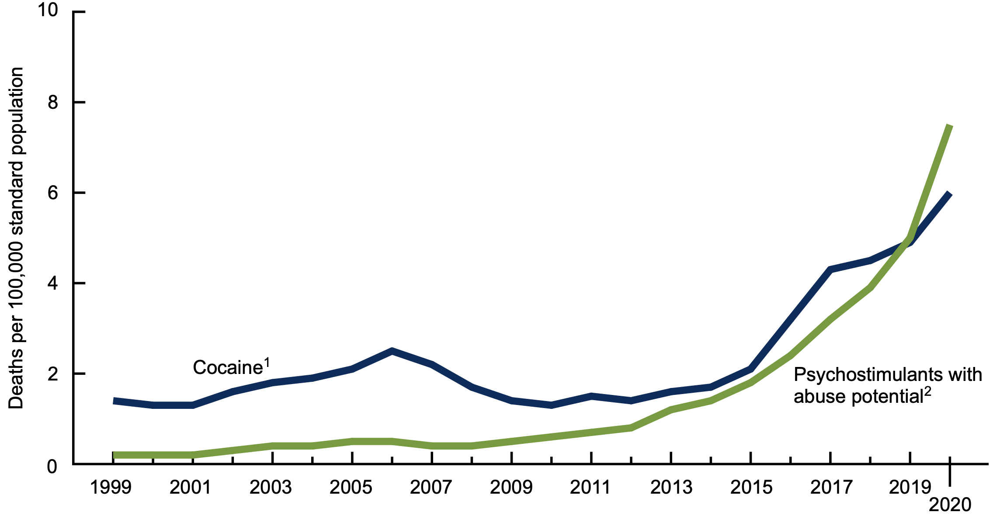 10
8
6
4
2
0
Deaths per 100,000 standard population
Cocaine1
Psychostimulants with
abuse potential2
1999 2001 2003 2005 2007 2009 2011 2013 2015 2017 2019
2020